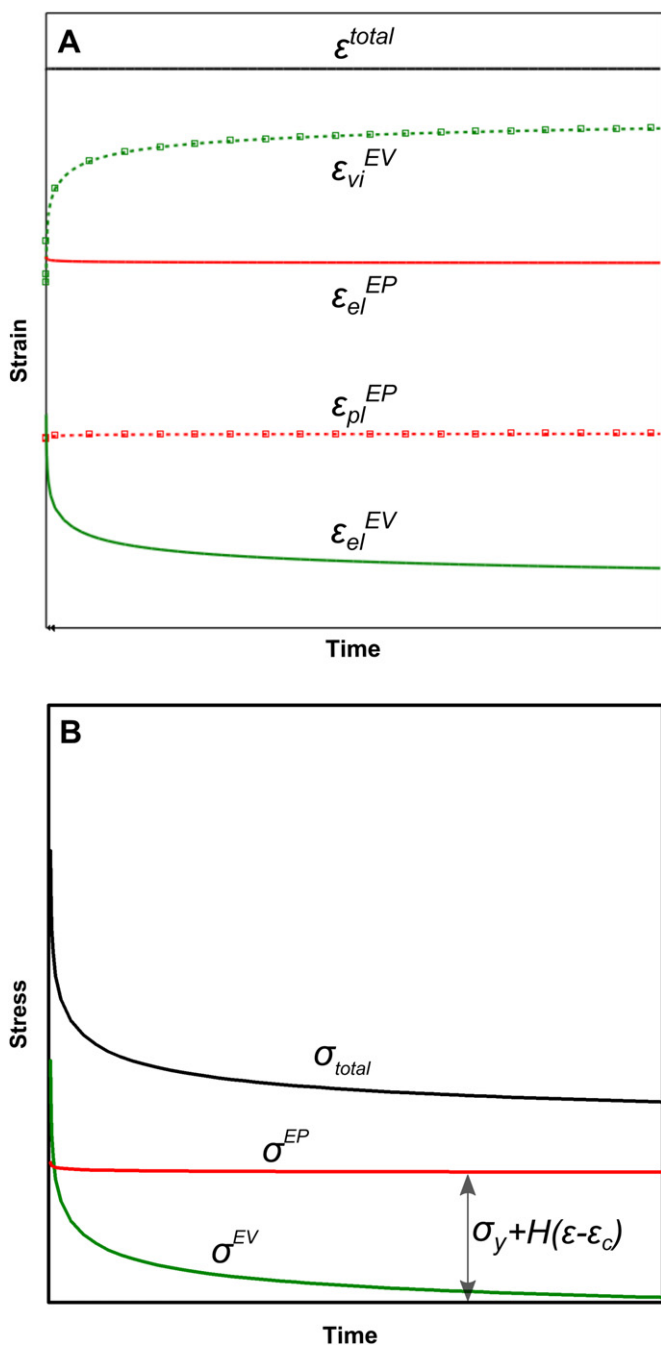 A
ε^total
ε_vi^EV
ε_el^EP
Strain
ε_pl^EP
ε_el^EV
Time
B
Stress
σ_total
σ^EP
σ_y+H(ε-ε_c)
σ^EV
Time